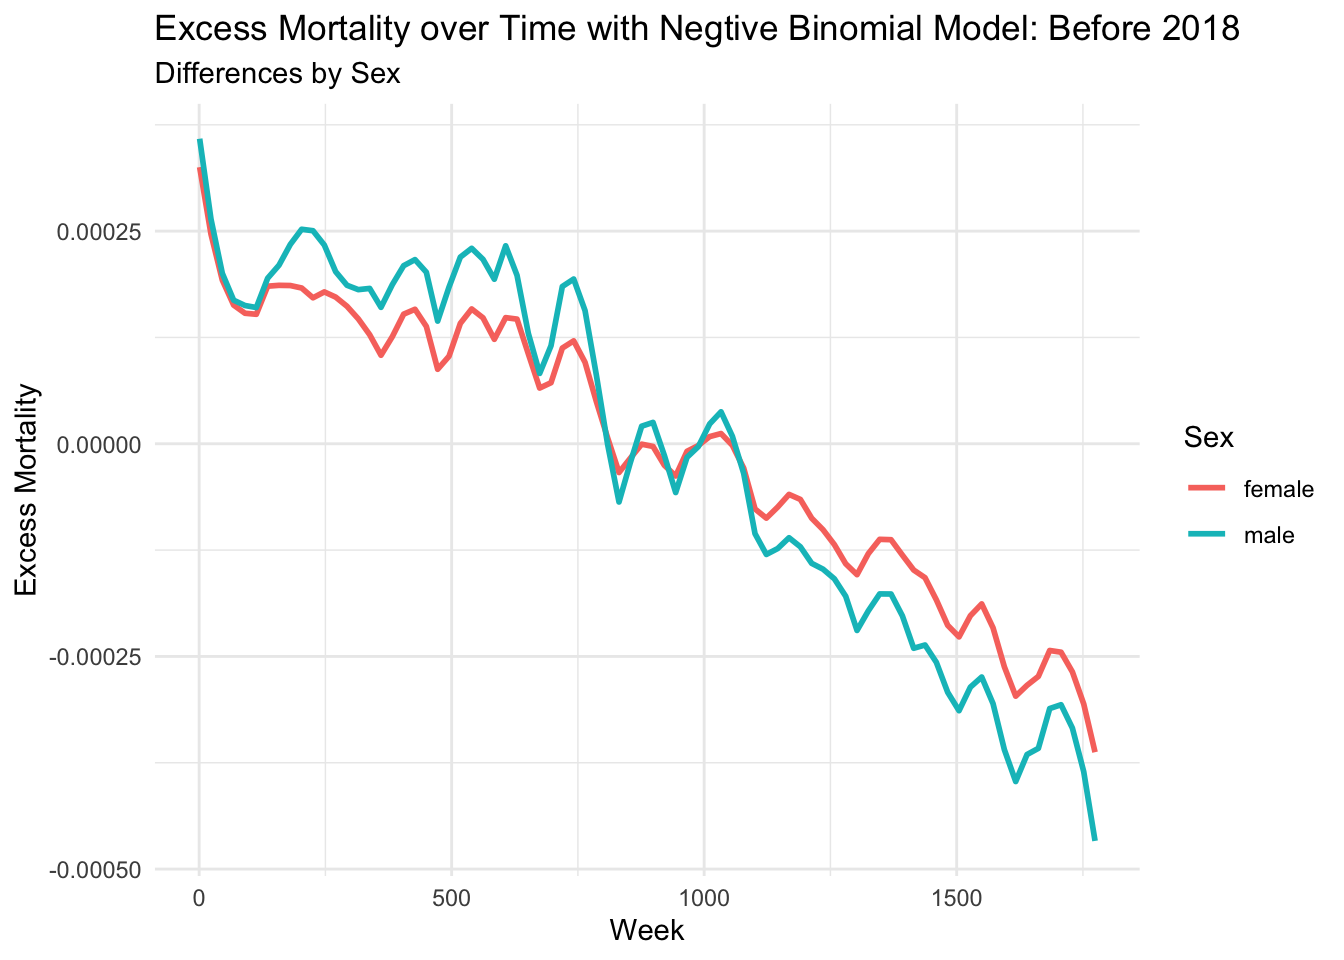 Excess Mortality over Time with Negtive Binomial Model: Before 2018
Differences by Sex
0.00025
0.00000
-0.00025
-0.00050
Excess Mortality
0 500 1000 1500
Week
Sex
female
male